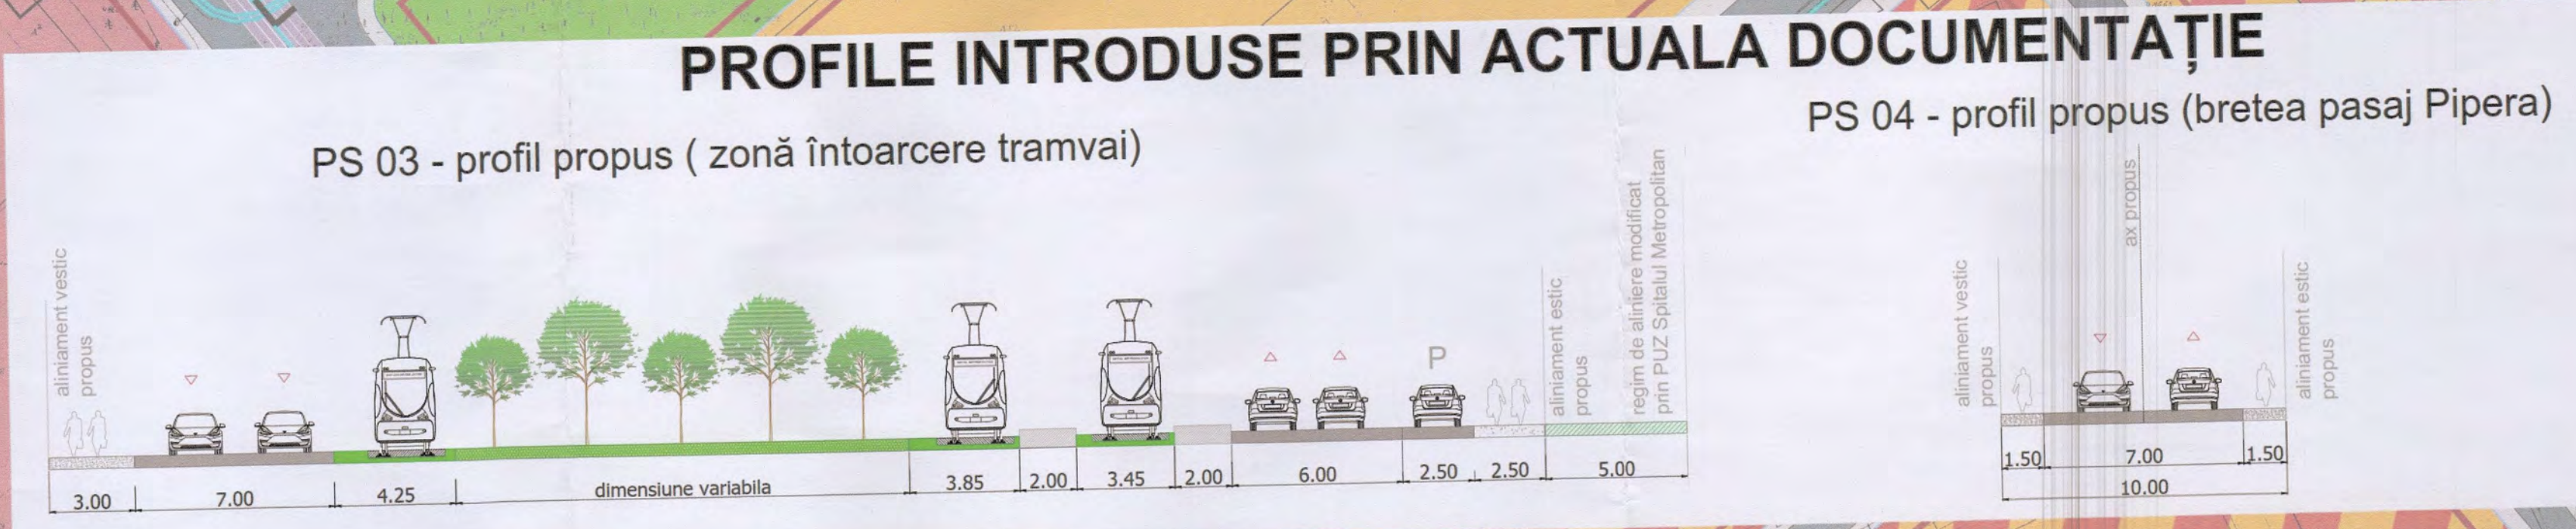 PROFILE INTRODUSE PRIN ACTUALA DOCUMENTAȚIE
PS 03 - profil propus ( zonă întoarcere tramvai)
aliniament vestic
propus
P
aliniament estic
propus
regim de aliniere modificat
prin PUZ Spitalul Metropolitan
3.00 7.00 4.25 dimensiune variabila 3.85 2.00 3.45 2.00 6.00 2.50 2.50 5.00
PS 04 - profil propus (bretea pasaj Pipera)
aliniament vestic
propus
ax propus
aliniament estic
propus
1.50 7.00 1.50
10.00